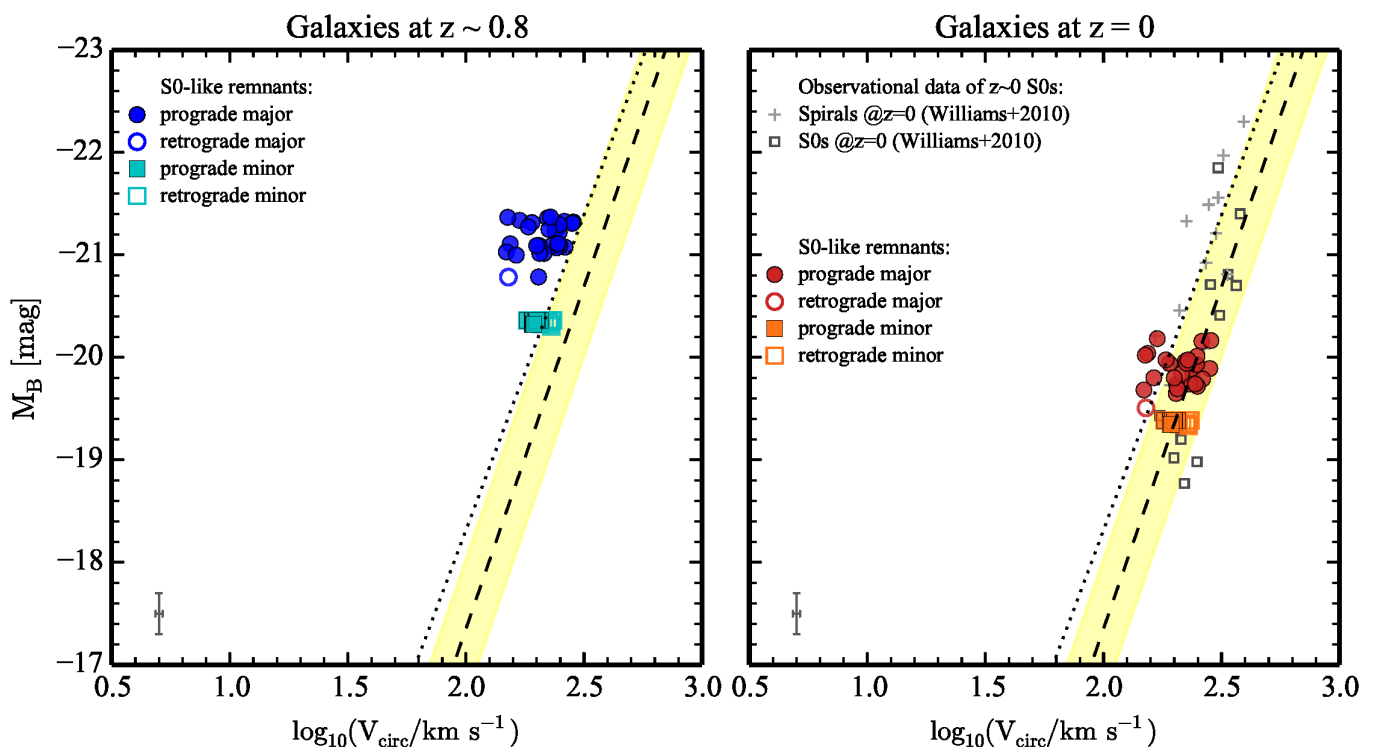 Galaxies at z ~ 0.8
Galaxies at z = 0
−23
−22
−21
−20
−19
−18
−17
M_B [mag]
S0-like remnants:
prograde major
retrograde major
prograde minor
retrograde minor
0.5 1.0 1.5 2.0 2.5 3.0
log₁₀(V_circ/km s⁻¹)
Observational data of z~0 S0s:
Spirals @z=0 (Williams+2010)
S0s @z=0 (Williams+2010)
S0-like remnants:
prograde major
retrograde major
prograde minor
retrograde minor
0.5 1.0 1.5 2.0 2.5 3.0
log₁₀(V_circ/km s⁻¹)